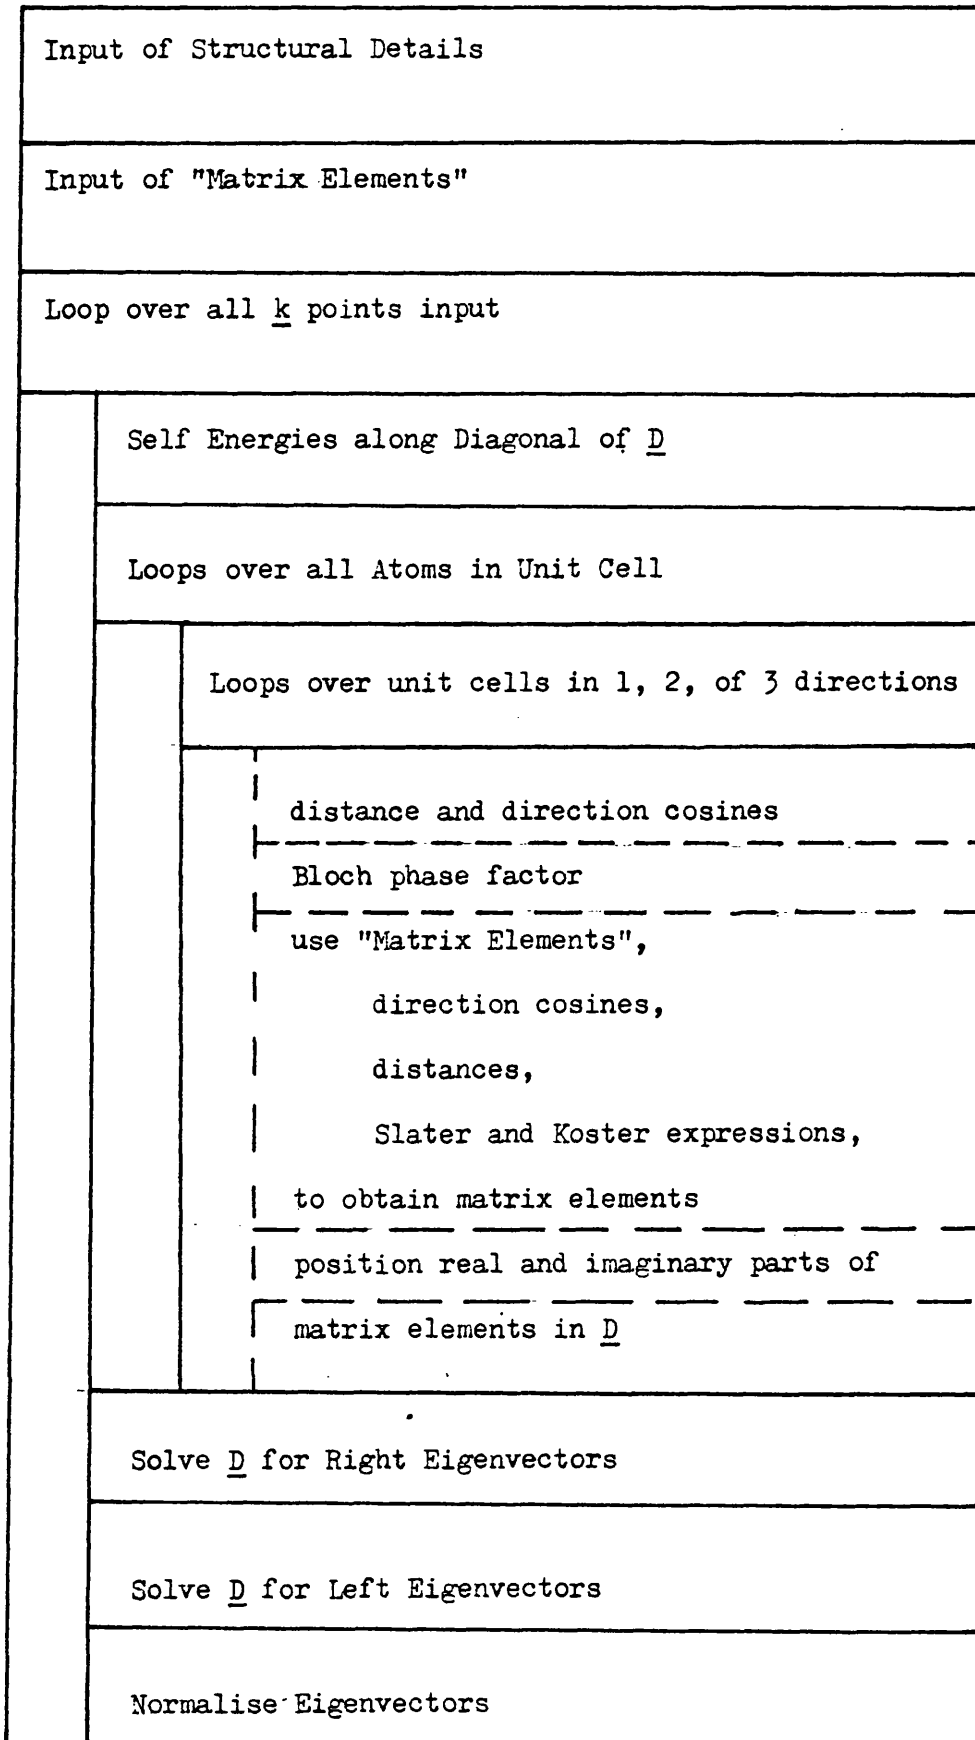 Input of Structural Details
Input of "Matrix Elements"
Loop over all k points input
Self Energies along Diagonal of D
Loops over all Atoms in Unit Cell
Loops over unit cells in 1, 2, of 3 directions
distance and direction cosines
Bloch phase factor
use "Matrix Elements",
direction cosines,
distances,
Slater and Koster expressions,
to obtain matrix elements
position real and imaginary parts of
matrix elements in D
Solve D for Right Eigenvectors
Solve D for Left Eigenvectors
Normalise Eigenvectors